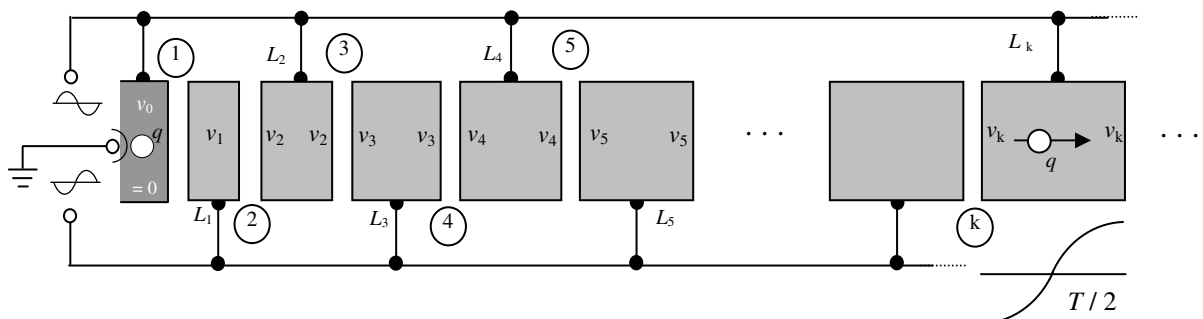 1
L₂
3
L₄
5
L k
v₀
q
= 0
v₁
v₂ v₂
v₃ v₃
v₄ v₄
v₅ v₅
. . .
vₖ vₖ
q
. . .
L₁
2
L₃
4
L₅
k
T / 2